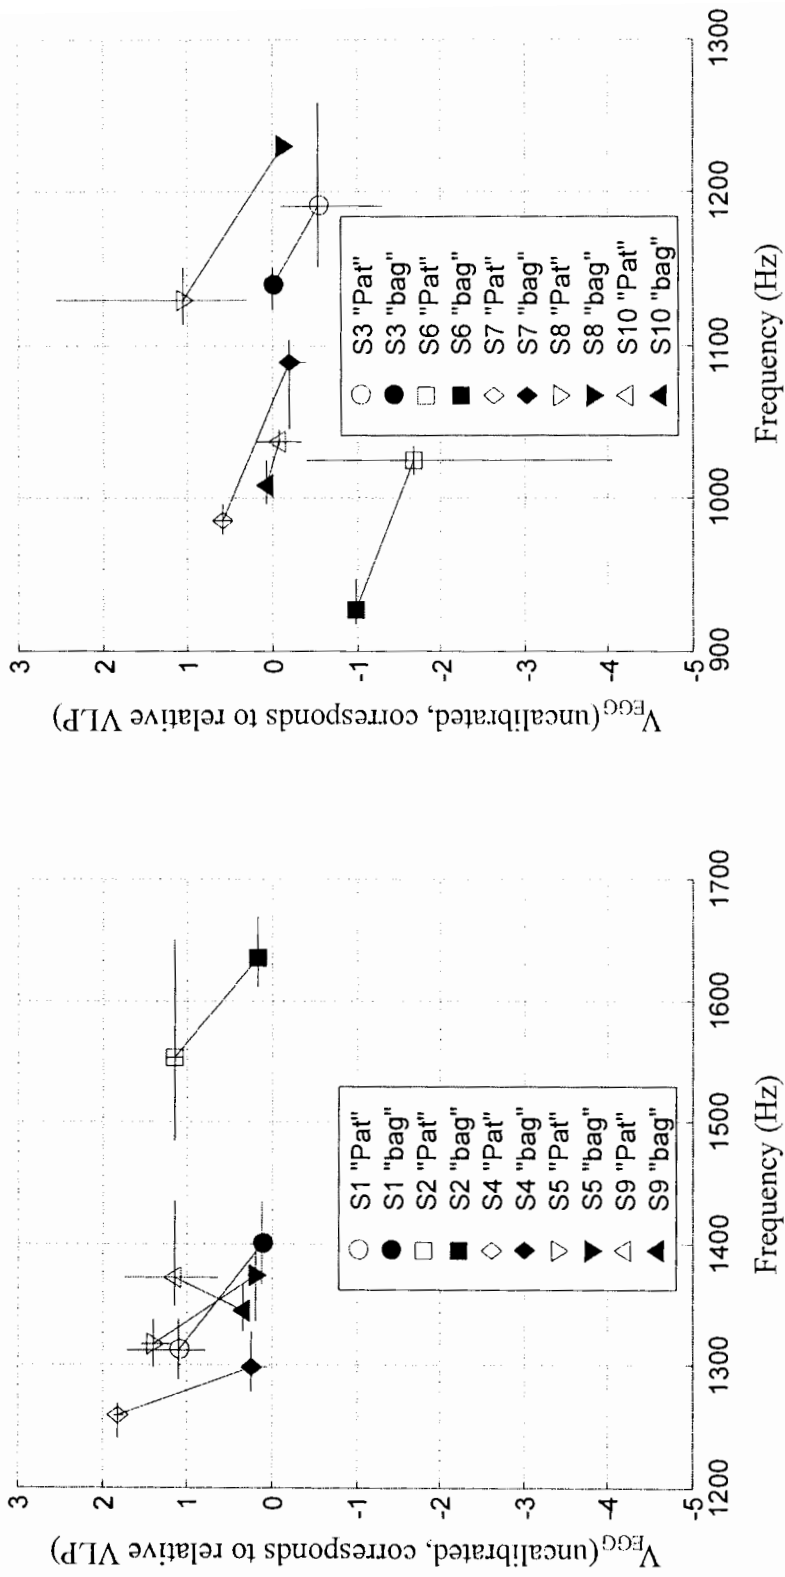 V_EGG(uncalibrated, corresponds to relative VLP)
3
2
1
0
-1
-2
-3
-4
-5
S1 "Pat"
S1 "bag"
S2 "Pat"
S2 "bag"
S4 "Pat"
S4 "bag"
S5 "Pat"
S5 "bag"
S9 "Pat"
S9 "bag"
1200 1300 1400 1500 1600 1700
Frequency (Hz)
V_EGG(uncalibrated, corresponds to relative VLP)
3
2
1
0
-1
-2
-3
-4
-5
S3 "Pat"
S3 "bag"
S6 "Pat"
S6 "bag"
S7 "Pat"
S7 "bag"
S8 "Pat"
S8 "bag"
S10 "Pat"
S10 "bag"
900 1000 1100 1200 1300
Frequency (Hz)